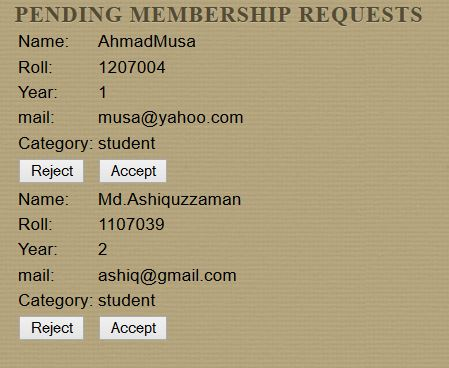 PENDING MEMBERSHIP REQUESTS
Name: AhmadMusa
Roll: 1207004
Year: 1
mail: musa@yahoo.com
Category: student
Reject Accept
Name: Md.Ashiquzzaman
Roll: 1107039
Year: 2
mail: ashiq@gmail.com
Category: student
Reject Accept